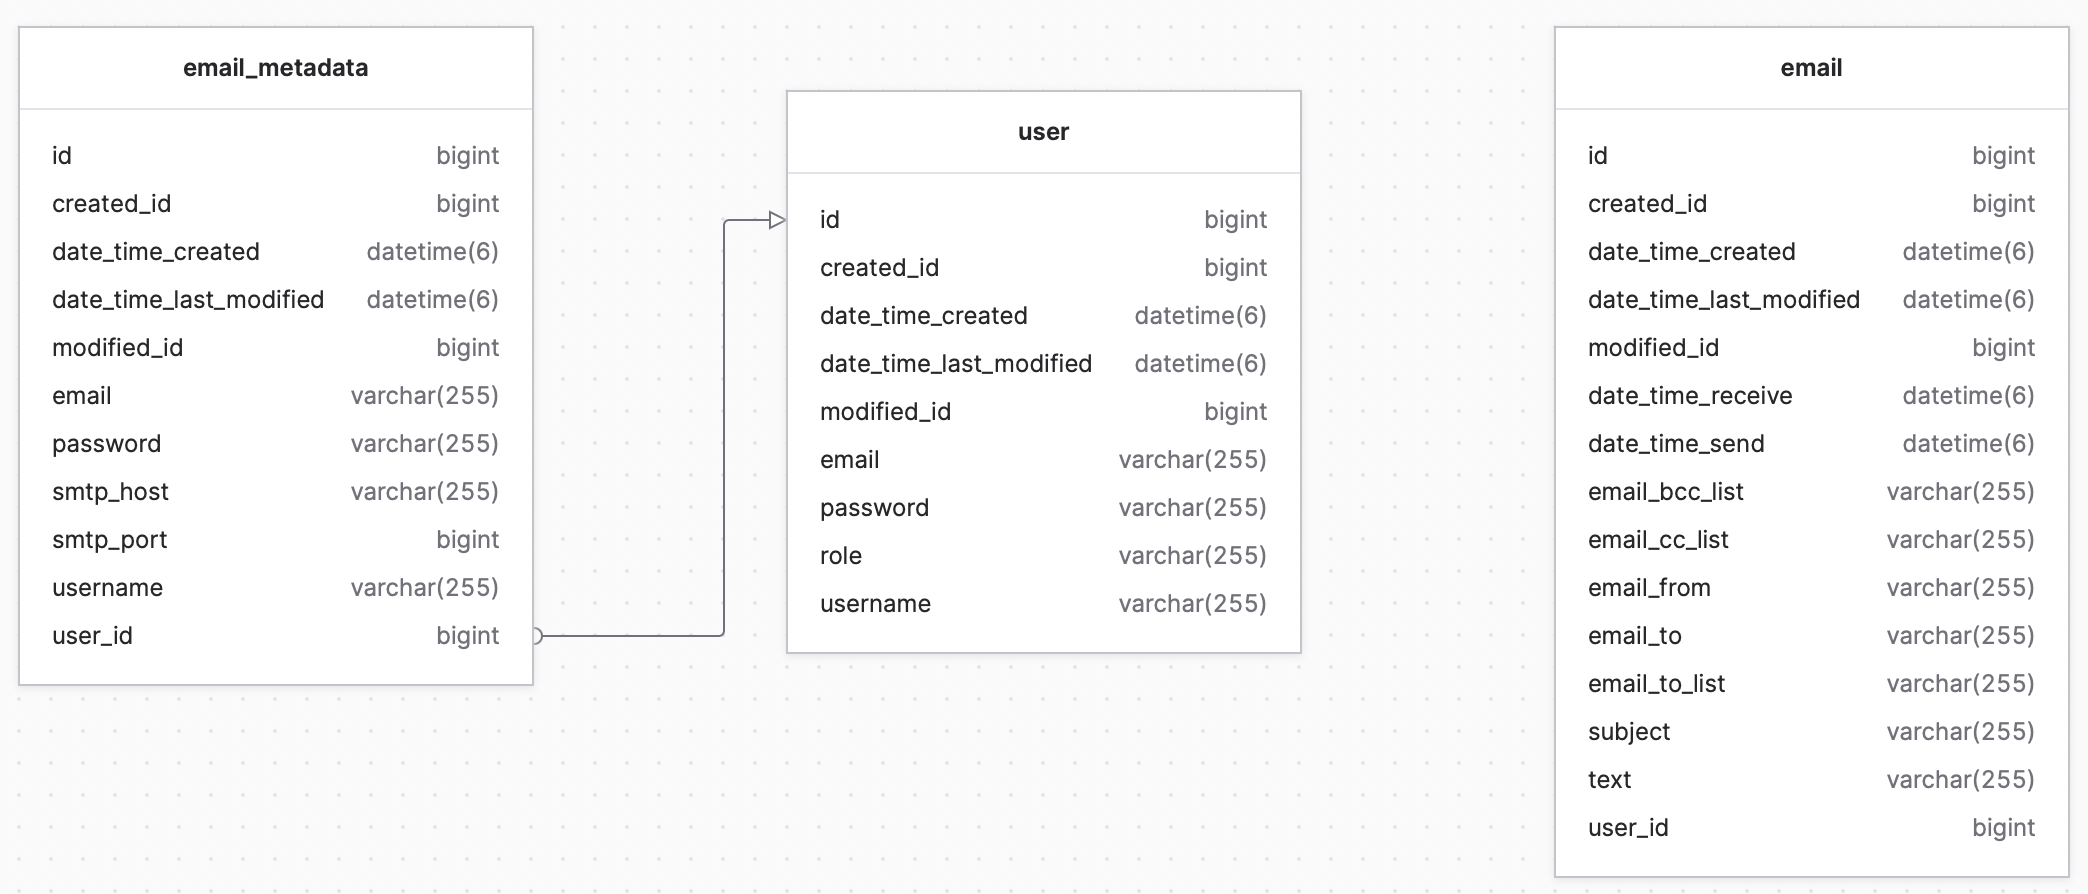 email_metadata
id bigint
created_id bigint
date_time_created datetime(6)
date_time_last_modified datetime(6)
modified_id bigint
email varchar(255)
password varchar(255)
smtp_host varchar(255)
smtp_port bigint
username varchar(255)
user_id bigint
user
id bigint
created_id bigint
date_time_created datetime(6)
date_time_last_modified datetime(6)
modified_id bigint
email varchar(255)
password varchar(255)
role varchar(255)
username varchar(255)
email
id bigint
created_id bigint
date_time_created datetime(6)
date_time_last_modified datetime(6)
modified_id bigint
date_time_receive datetime(6)
date_time_send datetime(6)
email_bcc_list varchar(255)
email_cc_list varchar(255)
email_from varchar(255)
email_to varchar(255)
email_to_list varchar(255)
subject varchar(255)
text varchar(255)
user_id bigint